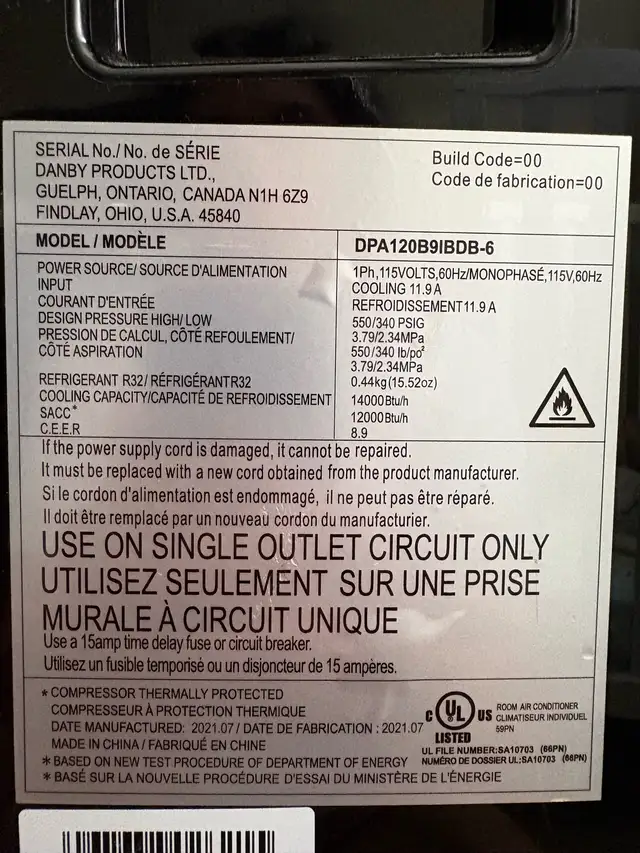 SERIAL No./ No. de SÉRIE
DANBY PRODUCTS LTD.,
GUELPH, ONTARIO, CANADA N1H 6Z9
FINDLAY, OHIO, U.S.A. 45840
Build Code=00
Code de fabrication=00
MODEL / MODÈLE DPA120B9IBDB-6
POWER SOURCE/ SOURCE D'ALIMENTATION 1Ph,115VOLTS,60Hz/MONOPHASÉ,115V,60Hz
INPUT COOLING 11.9 A
COURANT D'ENTRÉE REFROIDISSEMENT 11.9 A
DESIGN PRESSURE HIGH/ LOW 550/340 PSIG
PRESSION DE CALCUL, CÔTÉ REFOULEMENT/ 3.79/2.34MPa
CÔTÉ ASPIRATION 550/340 lb/po²
3.79/2.34MPa
REFRIGERANT R32/ RÉFRIGÉRANT R32 0.44kg(15.52oz)
COOLING CAPACITY/CAPACITÉ DE REFROIDISSEMENT 14000Btu/h
SACC* 12000Btu/h
C.E.E.R 8.9
If the power supply cord is damaged, it cannot be repaired.
It must be replaced with a new cord obtained from the product manufacturer.
Si le cordon d'alimentation est endommagé, il ne peut pas être réparé.
Il doit être remplacé par un nouveau cordon du manufacturier.
USE ON SINGLE OUTLET CIRCUIT ONLY
UTILISEZ SEULEMENT SUR UNE PRISE
MURALE À CIRCUIT UNIQUE
Use a 15amp time delay fuse or circuit breaker.
Utilisez un fusible temporisé ou un disjoncteur de 15 ampères.
* COMPRESSOR THERMALLY PROTECTED
COMPRESSEUR À PROTECTION THERMIQUE
DATE MANUFACTURED: 2021.07 / DATE DE FABRICATION : 2021.07
MADE IN CHINA / FABRIQUÉ EN CHINE
* BASED ON NEW TEST PROCEDURE OF DEPARTMENT OF ENERGY
* BASÉ SUR LA NOUVELLE PROCÉDURE D'ESSAI DU MINISTÈRE DE L'ÉNERGIE
C UL US
LISTED
ROOM AIR CONDITIONER
CLIMATISEUR INDIVIDUEL
59PN
UL FILE NUMBER:SA10703 (66PN)
NUMÉRO DE DOSSIER UL:SA10703 (66PN)